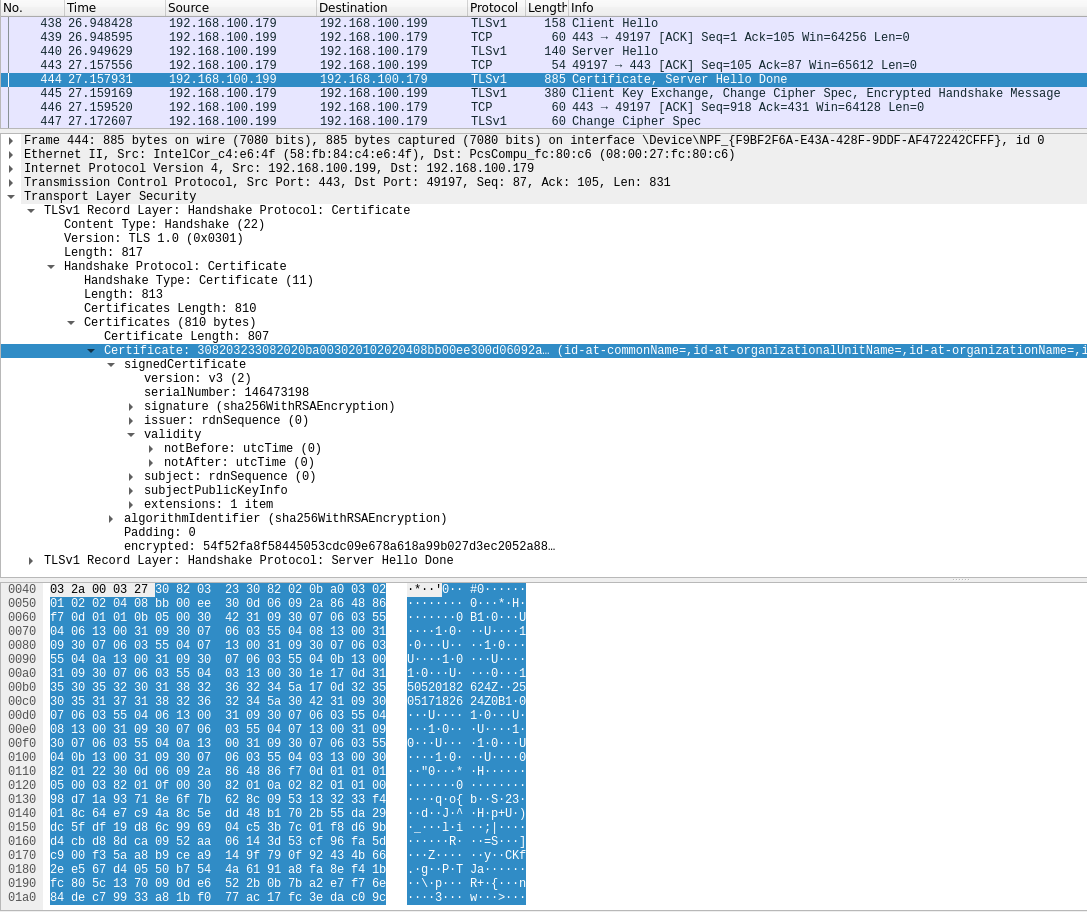 No. Time Source Destination Protocol Length Info
438 26.948428 192.168.100.179 192.168.100.199 TLSv1 158 Client Hello
439 26.948595 192.168.100.199 192.168.100.179 TCP 60 443 → 49197 [ACK] Seq=1 Ack=105 Win=64256 Len=0
440 26.949629 192.168.100.199 192.168.100.179 TLSv1 140 Server Hello
443 27.157556 192.168.100.179 192.168.100.199 TCP 54 49197 → 443 [ACK] Seq=105 Ack=87 Win=65612 Len=0
444 27.157931 192.168.100.199 192.168.100.179 TLSv1 885 Certificate, Server Hello Done
445 27.159169 192.168.100.179 192.168.100.199 TLSv1 380 Client Key Exchange, Change Cipher Spec, Encrypted Handshake Message
446 27.159520 192.168.100.199 192.168.100.179 TCP 60 443 → 49197 [ACK] Seq=918 Ack=431 Win=64128 Len=0
447 27.172607 192.168.100.199 192.168.100.179 TLSv1 60 Change Cipher Spec
Frame 444: 885 bytes on wire (7080 bits), 885 bytes captured (7080 bits) on interface \Device\NPF_{F9BF2F6A-E43A-428F-9DDF-AF472242CFFF}, id 0
Ethernet II, Src: IntelCor_c4:e6:4f (58:fb:84:c4:e6:4f), Dst: PcsCompu_fc:80:c6 (08:00:27:fc:80:c6)
Internet Protocol Version 4, Src: 192.168.100.199, Dst: 192.168.100.179
Transmission Control Protocol, Src Port: 443, Dst Port: 49197, Seq: 87, Ack: 105, Len: 831
Transport Layer Security
TLSv1 Record Layer: Handshake Protocol: Certificate
Content Type: Handshake (22)
Version: TLS 1.0 (0x0301)
Length: 817
Handshake Protocol: Certificate
Handshake Type: Certificate (11)
Length: 813
Certificates Length: 810
Certificates (810 bytes)
Certificate Length: 807
Certificate: 308203233082020ba003020102020408bb00ee300d06092a… (id-at-commonName=,id-at-organizationalUnitName=,id-at-organizationName=,i
signedCertificate
version: v3 (2)
serialNumber: 146473198
signature (sha256WithRSAEncryption)
issuer: rdnSequence (0)
validity
notBefore: utcTime (0)
notAfter: utcTime (0)
subject: rdnSequence (0)
subjectPublicKeyInfo
extensions: 1 item
algorithmIdentifier (sha256WithRSAEncryption)
Padding: 0
encrypted: 54f52fa8f58445053cdc09e678a618a99b027d3ec2052a88…
TLSv1 Record Layer: Handshake Protocol: Server Hello Done
0040 03 2a 00 03 27 30 82 03 23 30 82 02 0b a0 03 02 ·*··'0·· #0······
0050 01 02 02 04 08 bb 00 ee 30 0d 06 09 2a 86 48 86 ········ 0···*·H·
0060 f7 0d 01 01 0b 05 00 30 42 31 09 30 07 06 03 55 ·······0 B1·0···U
0070 04 06 13 00 31 09 30 07 06 03 55 04 08 13 00 31 ····1·0· ··U····1
0080 09 30 07 06 03 55 04 07 13 00 31 09 30 07 06 03 ·0···U·· ··1·0···
0090 55 04 0a 13 00 31 09 30 07 06 03 55 04 0b 13 00 U····1·0 ···U····
00a0 31 09 30 07 06 03 55 04 03 13 00 30 1e 17 0d 31 1·0···U· ···0···1
00b0 35 30 35 32 30 31 38 32 36 32 34 5a 17 0d 32 35 50520182 624Z··25
00c0 30 35 31 37 31 38 32 36 32 34 5a 30 42 31 09 30 05171826 24Z0B1·0
00d0 07 06 03 55 04 06 13 00 31 09 30 07 06 03 55 04 ···U···· 1·0···U·
00e0 08 13 00 31 09 30 07 06 03 55 04 07 13 00 31 09 ···1·0·· ·U····1·
00f0 30 07 06 03 55 04 0a 13 00 31 09 30 07 06 03 55 0···U··· ·1·0···U
0100 04 0b 13 00 31 09 30 07 06 03 55 04 03 13 00 30 ····1·0· ··U····0
0110 82 01 22 30 0d 06 09 2a 86 48 86 f7 0d 01 01 01 ··"0···* ·H······
0120 05 00 03 82 01 0f 00 30 82 01 0a 02 82 01 01 00 ·······0 ········
0130 98 d7 1a 93 71 8e 6f 7b 62 8c 09 53 13 32 33 f4 ····q·o{ b··S·23·
0140 01 8c 64 e7 c9 4a 8c 5e dd 48 b1 70 2b 55 da 29 ··d··J·^ ·H·p+U·)
0150 dc 5f df 19 d8 6c 99 69 04 c5 3b 7c 01 f8 d6 9b ·_···l·i ··;|····
0160 d4 cb d8 8d ca 09 52 aa 06 14 3d 53 cf 96 fa 5d ······R· ··=S···]
0170 c9 00 f3 5a a8 b9 ce a9 14 9f 79 0f 92 43 4b 66 ···Z···· ··y··CKf
0180 2e e5 67 d4 05 50 b7 54 4a 61 91 a8 fa 8e f4 1b .·g··P·T Ja······
0190 fc 80 5c 13 70 09 0d e6 52 2b 0b 7b a2 e7 f7 6e ··\·p··· R+·{···n
01a0 84 de c7 99 33 a8 1b f0 77 ac 17 fc 3e da c0 9c ····3··· w···>···